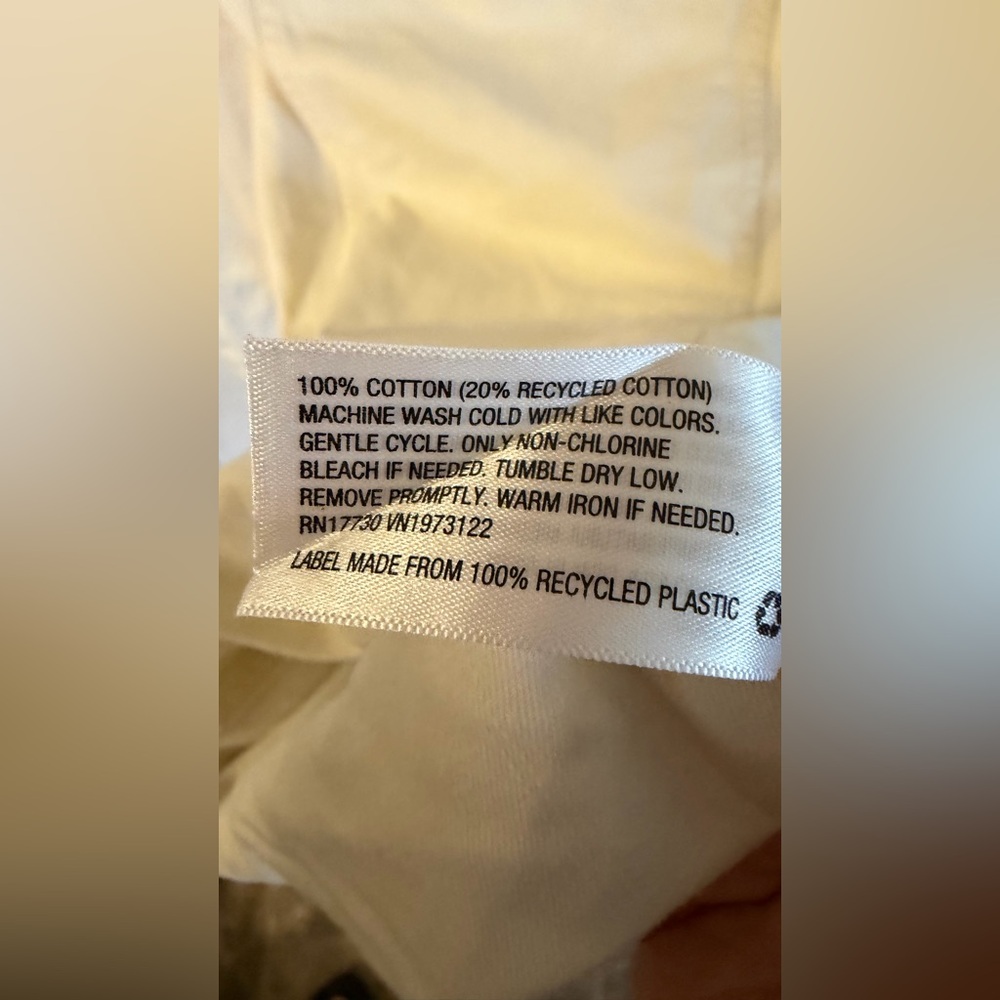 100% COTTON (20% RECYCLED COTTON)
MACHINE WASH COLD WITH LIKE COLORS.
GENTLE CYCLE. ONLY NON-CHLORINE
BLEACH IF NEEDED. TUMBLE DRY LOW.
REMOVE PROMPTLY. WARM IRON IF NEEDED.
RN17730 VN1973122
LABEL MADE FROM 100% RECYCLED PLASTIC